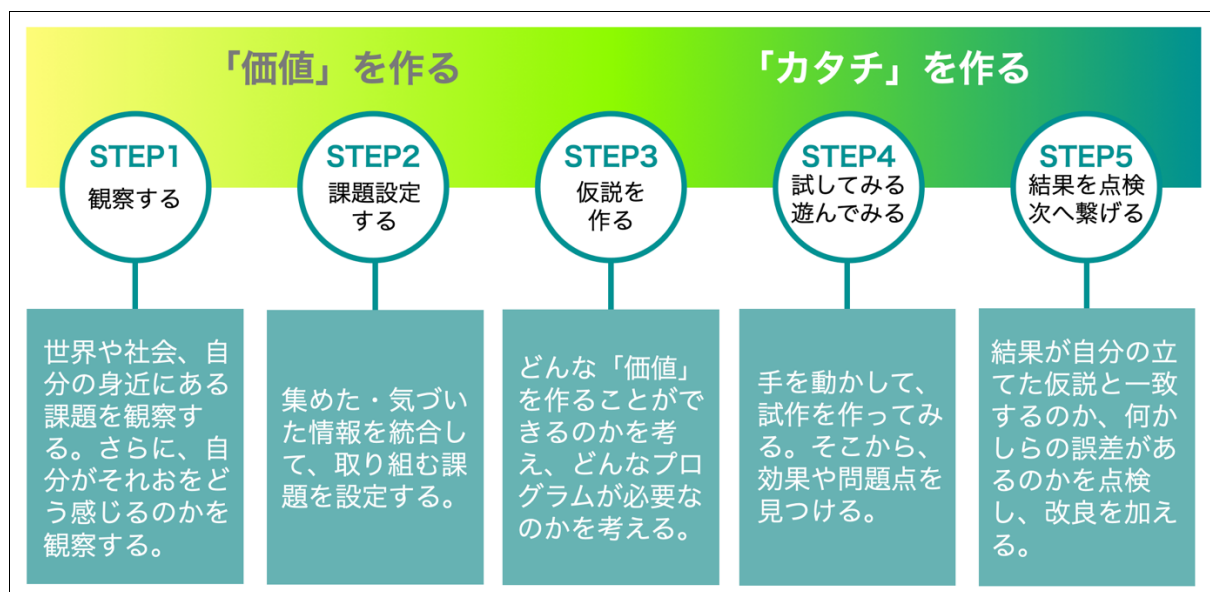 「価値」を作る
「カタチ」を作る
STEP1
観察する
STEP2
課題設定
する
STEP3
仮説を
作る
STEP4
試してみる
遊んでみる
STEP5
結果を点検
次へ繋げる
世界や社会、自
分の身近にある
課題を観察す
る。さらに、自
分がそれおをど
う感じるのかを
観察する。
集めた・気づい
た情報を統合し
て、取り組む課
題を設定する。
どんな「価値」
を作ることがで
きるのかを考
え、どんなプロ
グラムが必要な
のかを考える。
手を動かして、
試作を作ってみ
る。そこから、
効果や問題点を
見つける。
結果が自分の立
てた仮説と一致
するのか、何か
しらの誤差があ
るのかを点検
し、改良を加え
る。